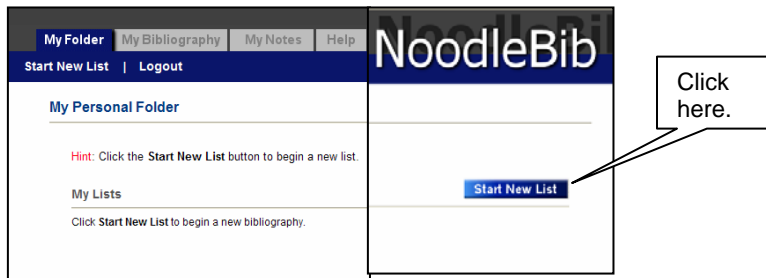 My Folder My Bibliography My Notes Help
NoodleBib
Start New List | Logout
My Personal Folder
Click
here.
Hint: Click the Start New List button to begin a new list.
My Lists
Start New List
Click Start New List to begin a new bibliography.